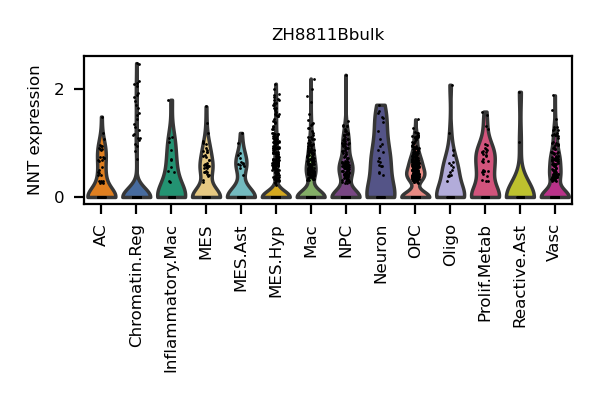 ZH8811Bbulk
NNT expression
2
0
AC
Chromatin.Reg
Inflammatory.Mac
MES
MES.Ast
MES.Hyp
Mac
NPC
Neuron
OPC
Oligo
Prolif.Metab
Reactive.Ast
Vasc